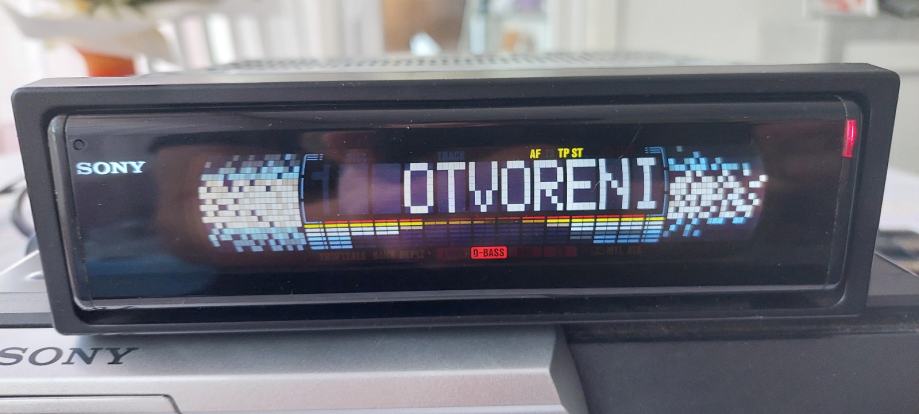 AF TP ST
SONY
OTVORENI
D-BASS
SONY